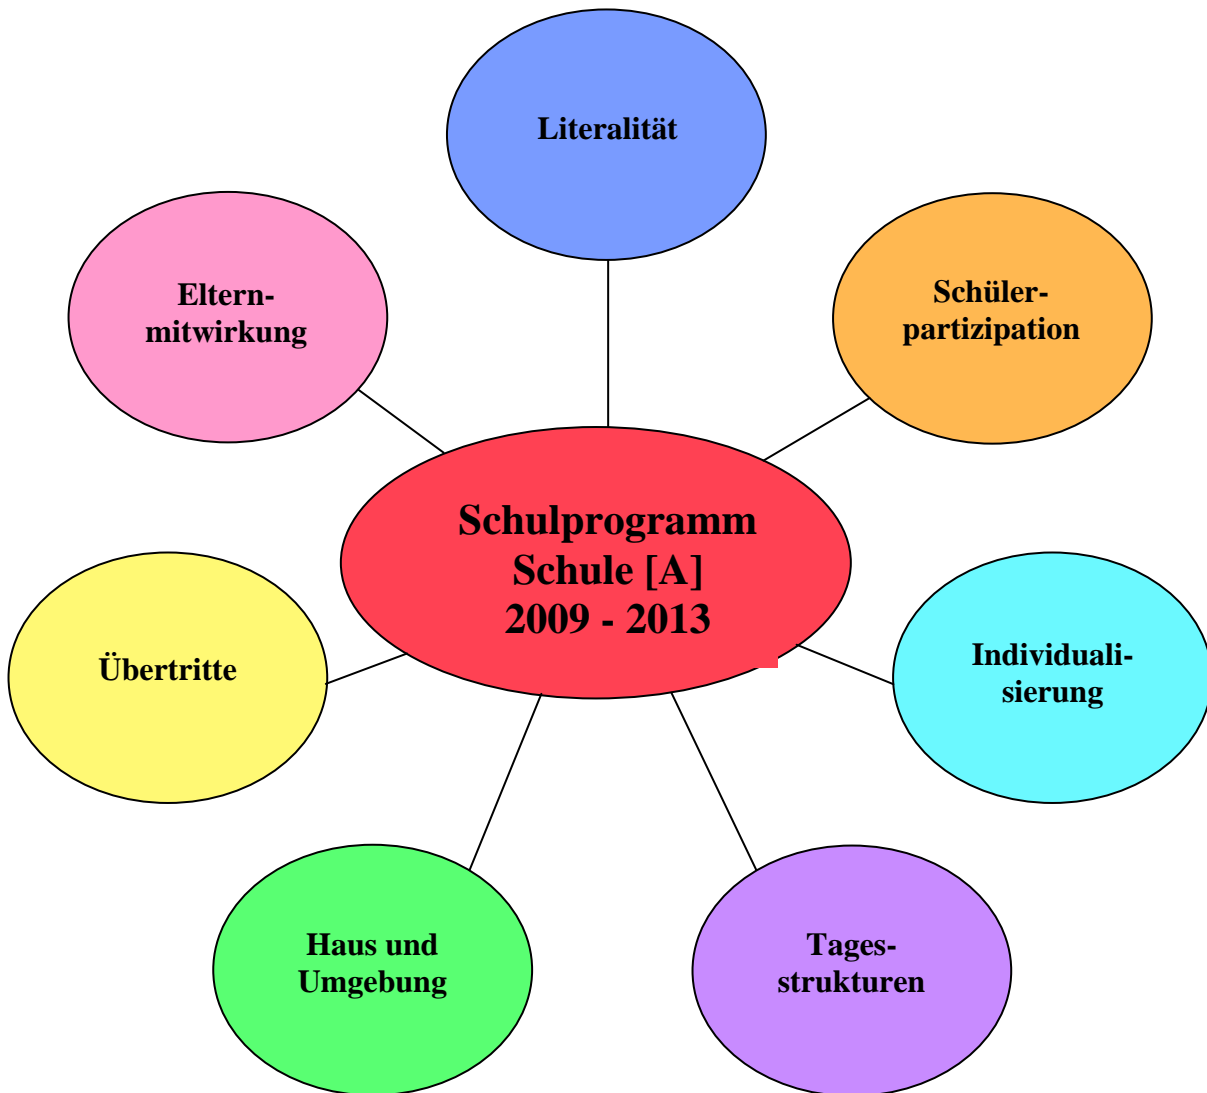 Literalität
Eltern-
mitwirkung
Schüler-
partizipation
Schulprogramm
Schule [A]
2009 - 2013
Übertritte
Individuali-
sierung
Haus und
Umgebung
Tages-
strukturen